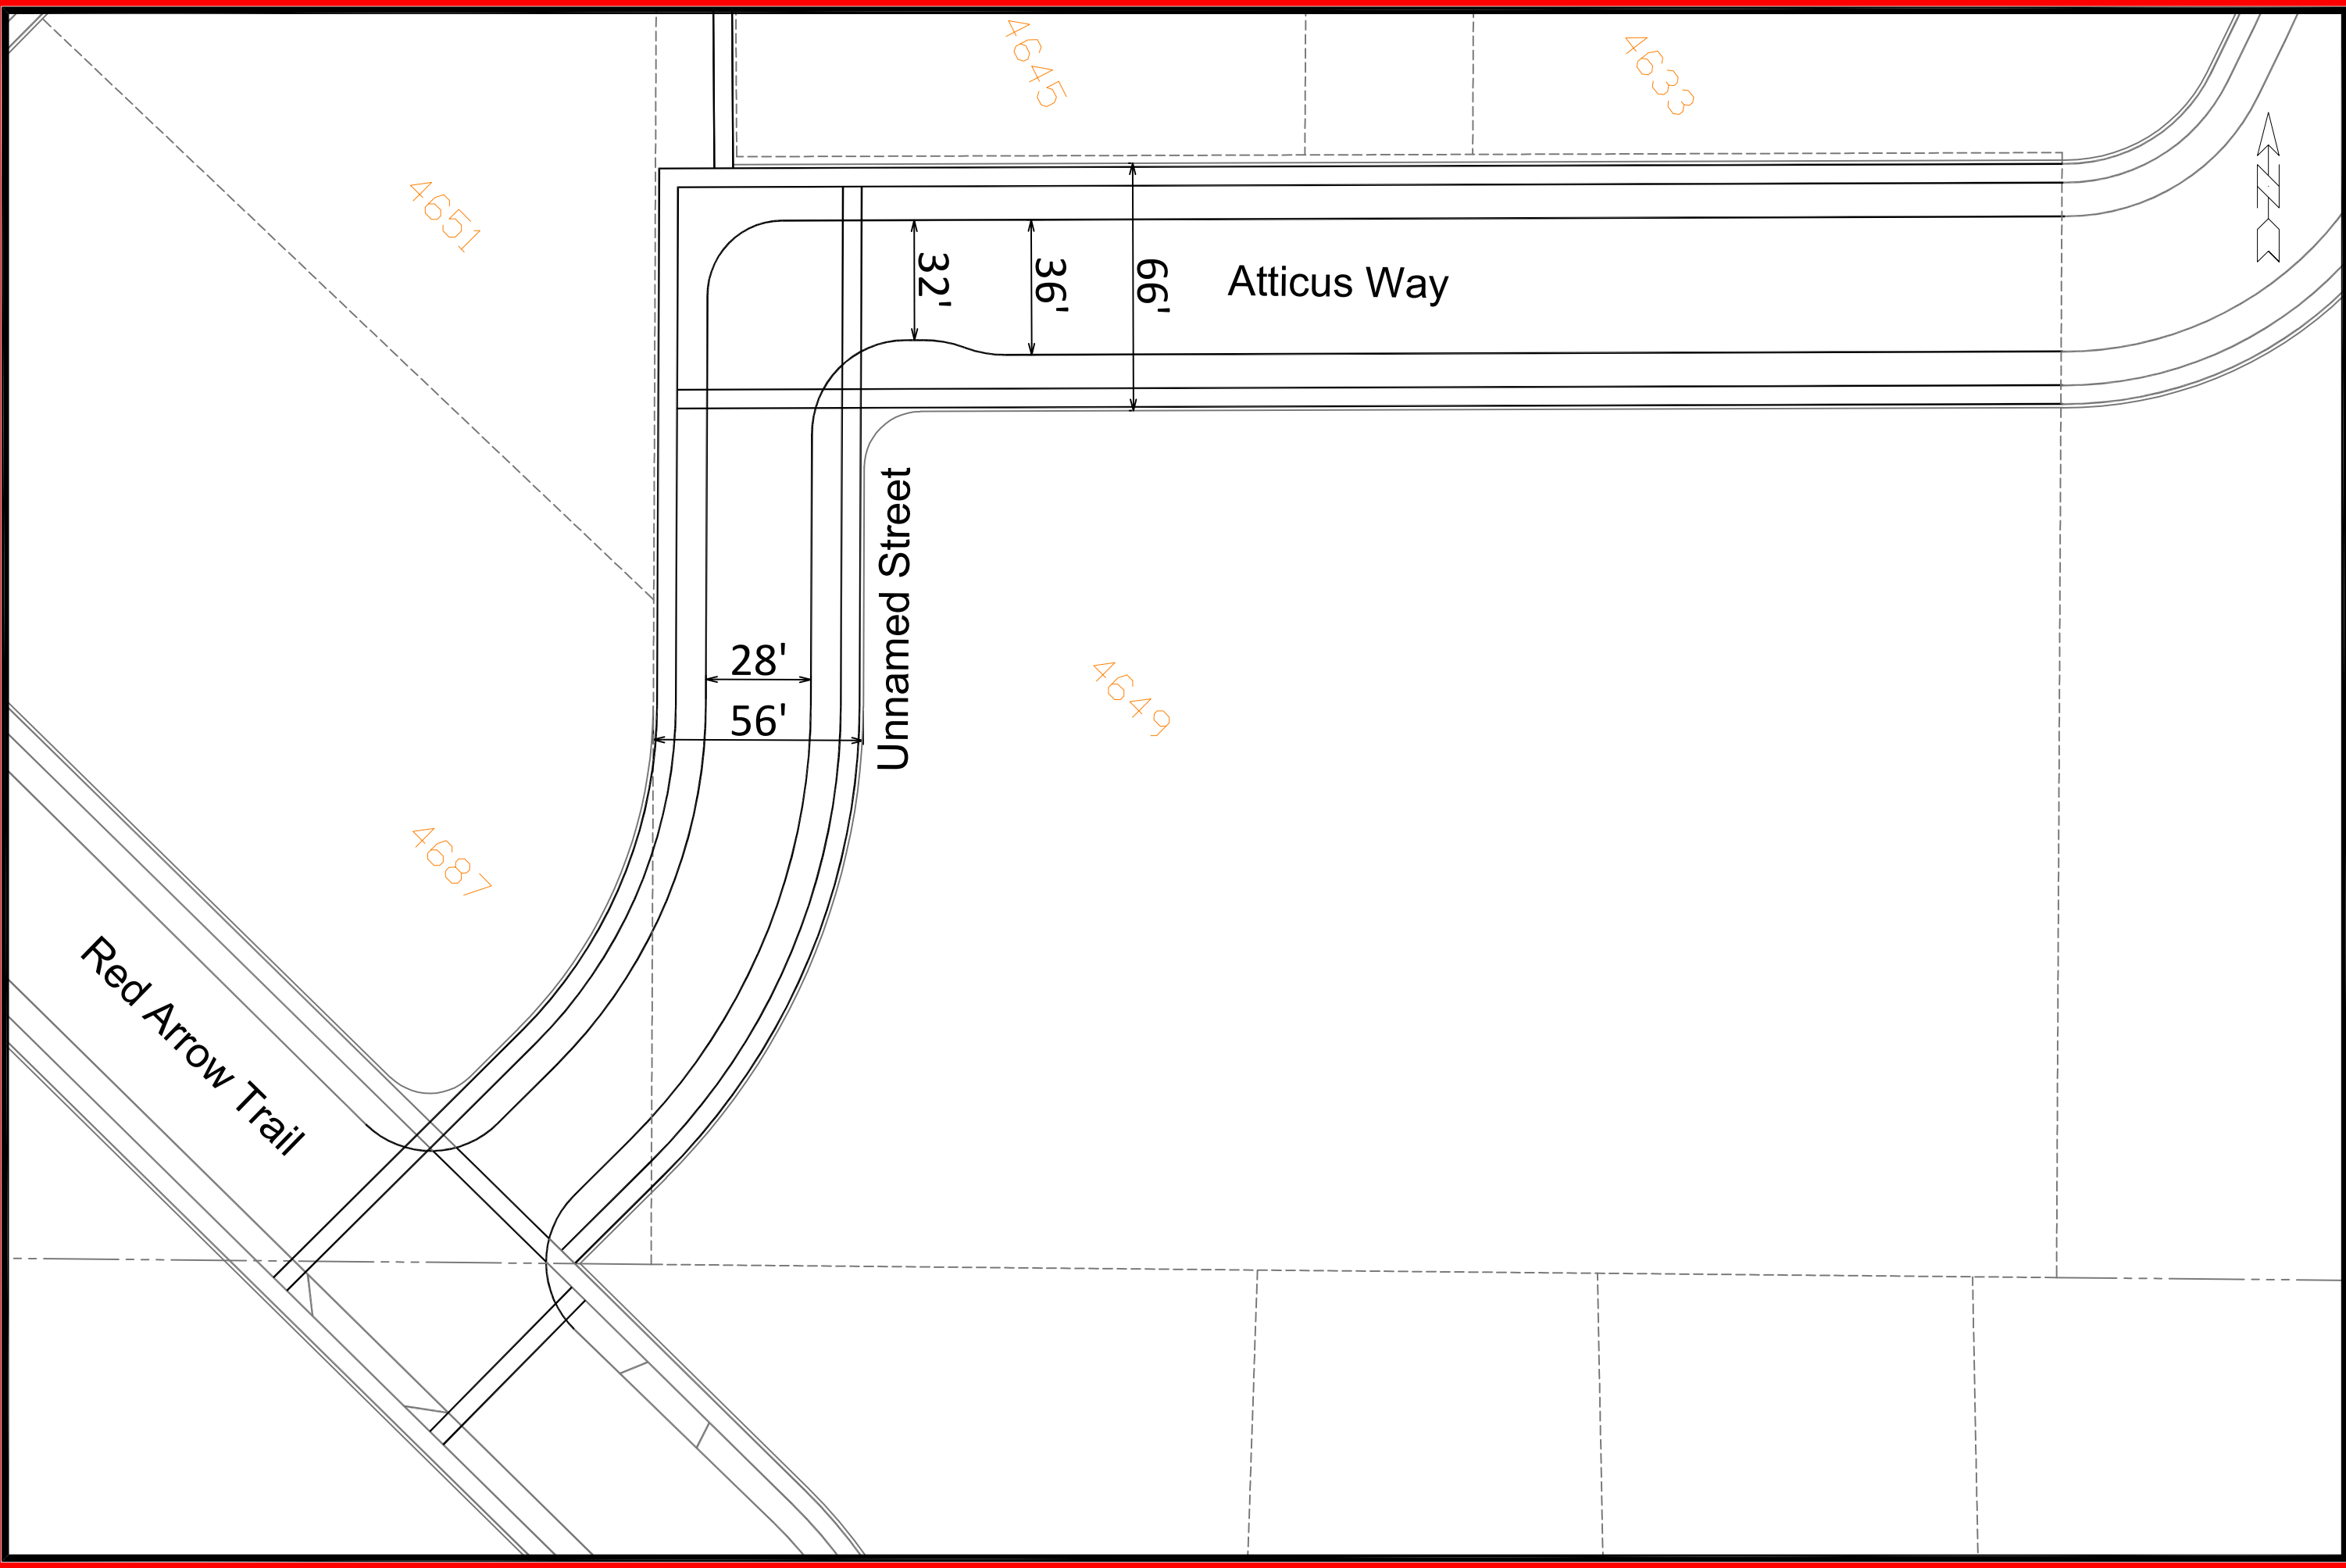 4645
4633
4651
N
32'
36'
66'
Atticus Way
Unnamed Street
28'
56'
4649
4687
Red Arrow Trail